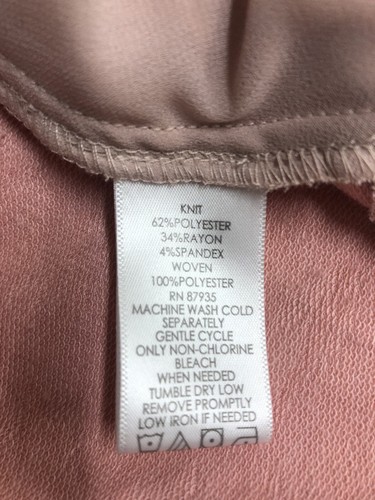 KNIT
62%POLYESTER
34%RAYON
4%SPANDEX
WOVEN
100%POLYESTER
RN 87935
MACHINE WASH COLD
SEPARATELY
GENTLE CYCLE
ONLY NON-CHLORINE
BLEACH
WHEN NEEDED
TUMBLE DRY LOW
REMOVE PROMPTLY
LOW IRON IF NEEDED